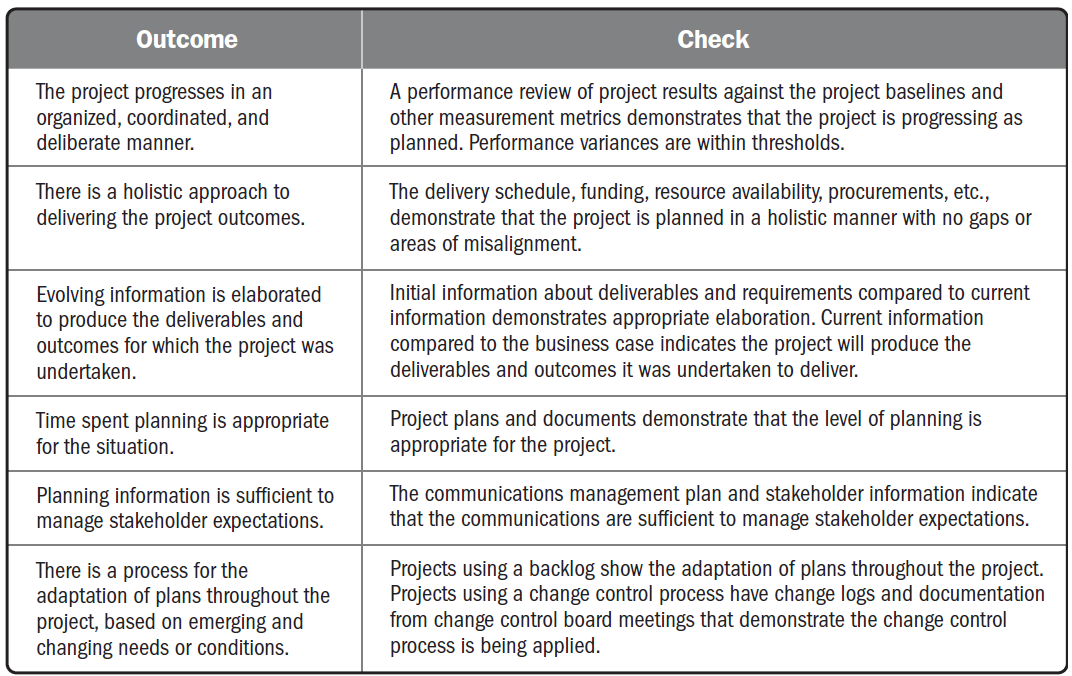 Outcome
Check
The project progresses in an
organized, coordinated, and
deliberate manner.
A performance review of project results against the project baselines and
other measurement metrics demonstrates that the project is progressing as
planned. Performance variances are within thresholds.
There is a holistic approach to
delivering the project outcomes.
The delivery schedule, funding, resource availability, procurements, etc.,
demonstrate that the project is planned in a holistic manner with no gaps or
areas of misalignment.
Evolving information is elaborated
to produce the deliverables and
outcomes for which the project was
undertaken.
Initial information about deliverables and requirements compared to current
information demonstrates appropriate elaboration. Current information
compared to the business case indicates the project will produce the
deliverables and outcomes it was undertaken to deliver.
Time spent planning is appropriate
for the situation.
Project plans and documents demonstrate that the level of planning is
appropriate for the project.
Planning information is sufficient to
manage stakeholder expectations.
The communications management plan and stakeholder information indicate
that the communications are sufficient to manage stakeholder expectations.
There is a process for the
adaptation of plans throughout the
project, based on emerging and
changing needs or conditions.
Projects using a backlog show the adaptation of plans throughout the project.
Projects using a change control process have change logs and documentation
from change control board meetings that demonstrate the change control
process is being applied.